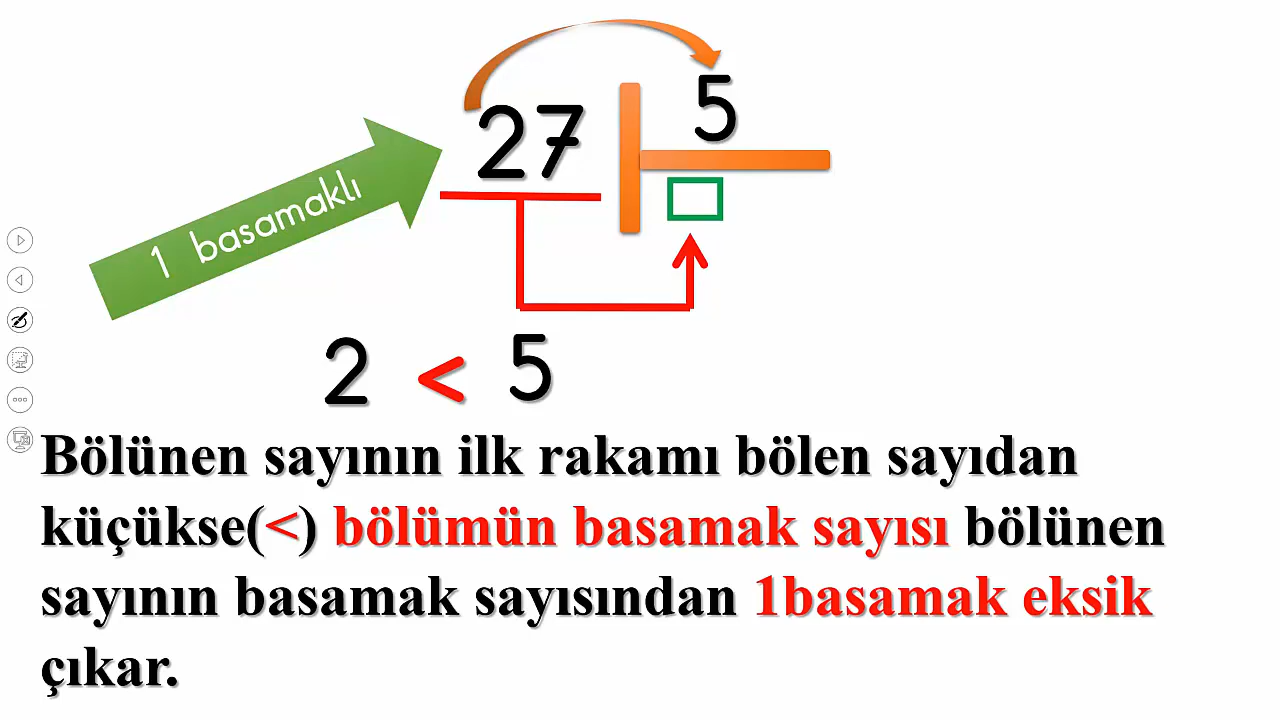 27
5
1 basamaklı
2 < 5
Bölünen sayının ilk rakamı bölen sayıdan
küçükse(<) bölümün basamak sayısı bölünen
sayının basamak sayısından 1basamak eksik
çıkar.